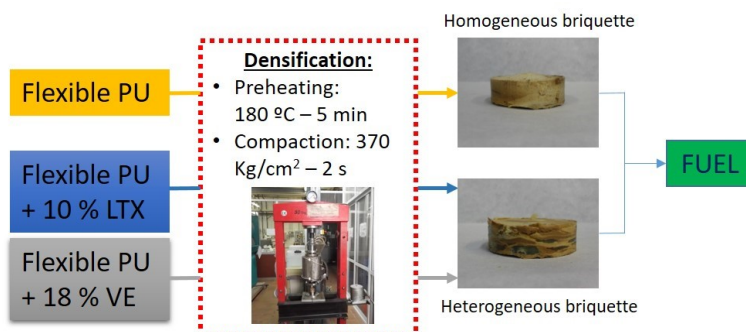 Flexible PU
Flexible PU
+ 10 % LTX
Flexible PU
+ 18 % VE
Densification:
• Preheating:
180 ºC – 5 min
• Compaction: 370
Kg/cm² – 2 s
Homogeneous briquette
Heterogeneous briquette
FUEL